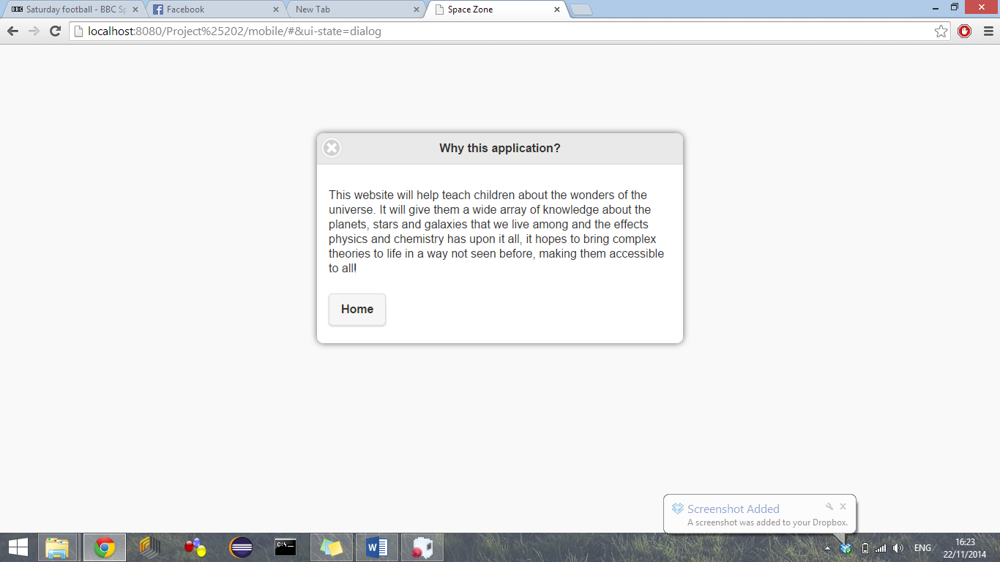 BBC Saturday football - BBC Sp
Facebook
New Tab
Space Zone
localhost:8080/Project%25202/mobile/#&ui-state=dialog
Why this application?
This website will help teach children about the wonders of the
universe. It will give them a wide array of knowledge about the
planets, stars and galaxies that we live among and the effects
physics and chemistry has upon it all, it hopes to bring complex
theories to life in a way not seen before, making them accessible
to all!
Home
Screenshot Added
A screenshot was added to your Dropbox.
C:\_
W
ENG
16:23
22/11/2014